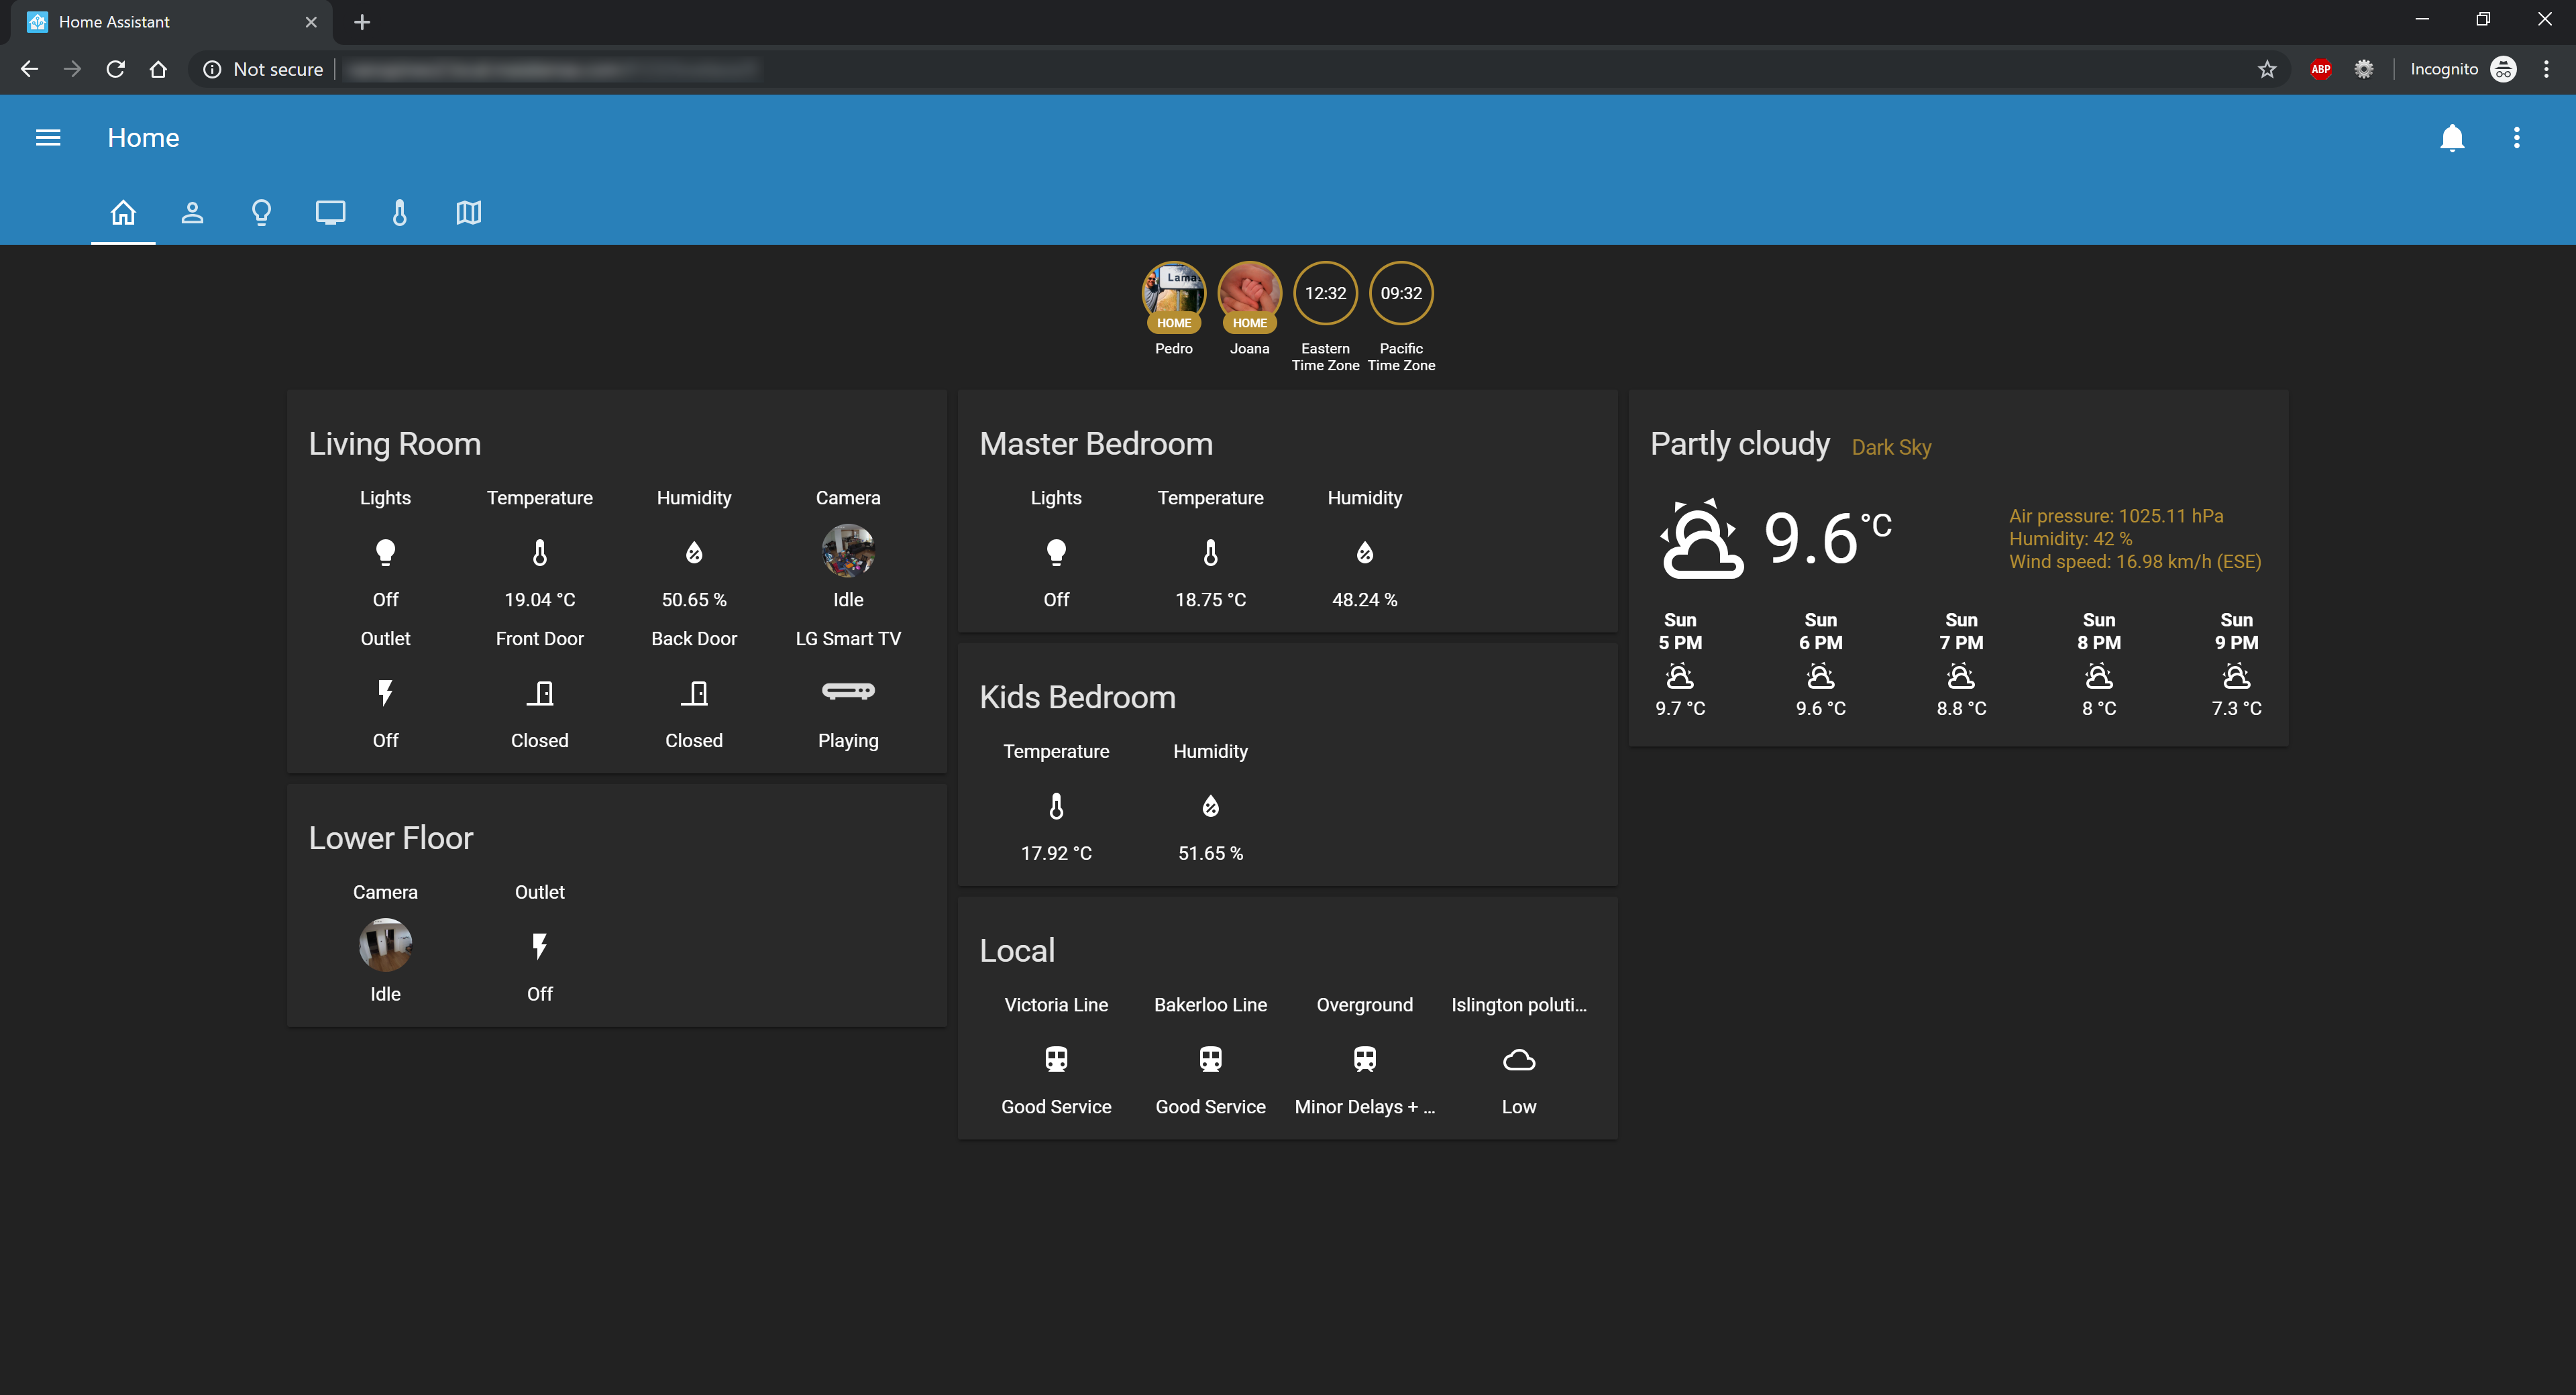 Home Assistant
Not secure
ABP
Incognito
Home
Lama
HOME
HOME
12:32
09:32
Pedro
Joana
Eastern
Time Zone
Pacific
Time Zone
Living Room
Lights
Temperature
Humidity
Camera
Off
19.04 °C
50.65 %
Idle
Outlet
Front Door
Back Door
LG Smart TV
Off
Closed
Closed
Playing
Lower Floor
Camera
Outlet
Idle
Off
Master Bedroom
Lights
Temperature
Humidity
Off
18.75 °C
48.24 %
Kids Bedroom
Temperature
Humidity
17.92 °C
51.65 %
Local
Victoria Line
Bakerloo Line
Overground
Islington poluti...
Good Service
Good Service
Minor Delays + ...
Low
Partly cloudy Dark Sky
9.6 °C
Air pressure: 1025.11 hPa
Humidity: 42 %
Wind speed: 16.98 km/h (ESE)
Sun
5 PM
9.7 °C
Sun
6 PM
9.6 °C
Sun
7 PM
8.8 °C
Sun
8 PM
8 °C
Sun
9 PM
7.3 °C